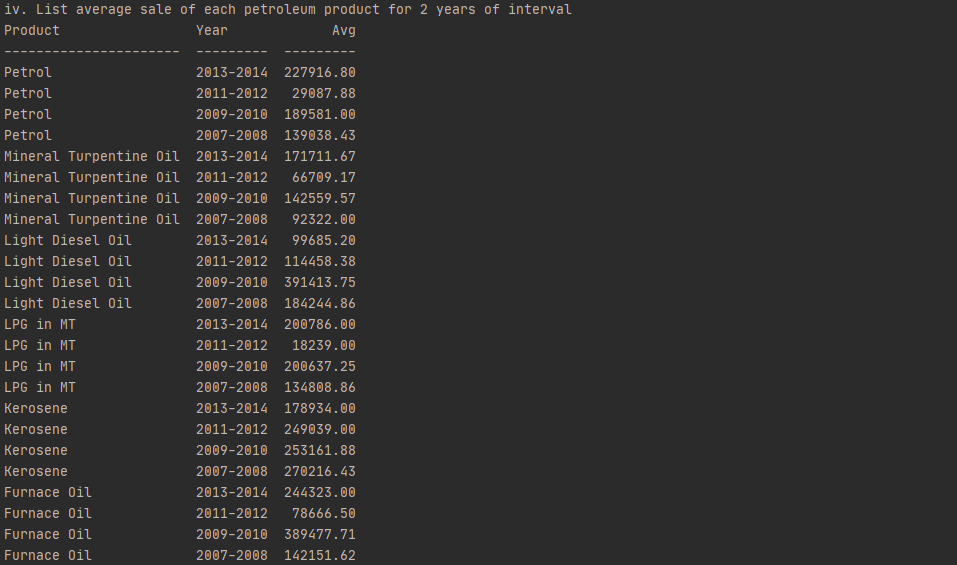 iv. List average sale of each petroleum product for 2 years of interval
Product                 Year             Avg
----------------------  ---------  ---------
Petrol                  2013-2014  227916.80
Petrol                  2011-2012   29087.88
Petrol                  2009-2010  189581.00
Petrol                  2007-2008  139038.43
Mineral Turpentine Oil  2013-2014  171711.67
Mineral Turpentine Oil  2011-2012   66709.17
Mineral Turpentine Oil  2009-2010  142559.57
Mineral Turpentine Oil  2007-2008   92322.00
Light Diesel Oil        2013-2014   99685.20
Light Diesel Oil        2011-2012  114458.38
Light Diesel Oil        2009-2010  391413.75
Light Diesel Oil        2007-2008  184244.86
LPG in MT               2013-2014  200786.00
LPG in MT               2011-2012   18239.00
LPG in MT               2009-2010  200637.25
LPG in MT               2007-2008  134808.86
Kerosene                2013-2014  178934.00
Kerosene                2011-2012  249039.00
Kerosene                2009-2010  253161.88
Kerosene                2007-2008  270216.43
Furnace Oil             2013-2014  244323.00
Furnace Oil             2011-2012   78666.50
Furnace Oil             2009-2010  389477.71
Furnace Oil             2007-2008  142151.62